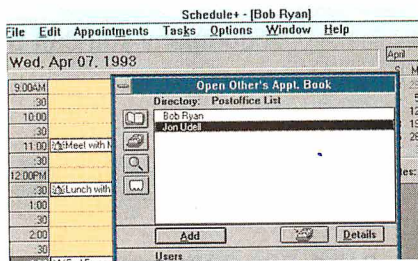 Schedule+ - [Bob Ryan]
File Edit Appointments Tasks Options Window Help
Wed, Apr 07, 1993
April
S M
Open Other's Appt. Book
Directory: Postoffice List
Bob Ryan
Jon Udell
9:00AM
:30
10:00
:30
11:00 Meet with M
:30
12:00PM
:30 Lunch with
1:00
:30
2:00
:30
Add
Details
Users